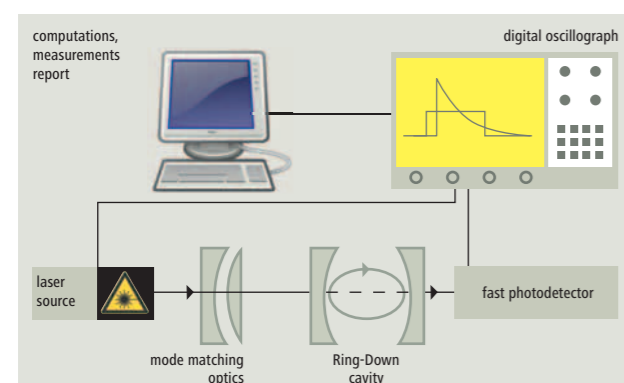 computations,
measurements
report
digital oscillograph
laser
source
fast photodetector
mode matching
optics
Ring-Down
cavity